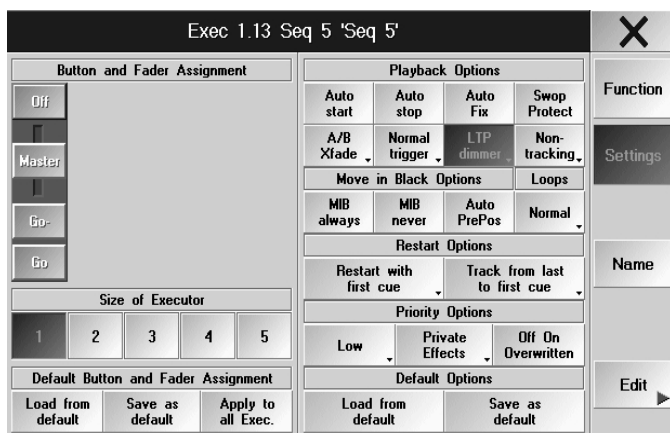 Exec 1.13 Seq 5 'Seq 5'
Button and Fader Assignment
Off
Master
Go-
Go
Size of Executor
1 2 3 4 5
Default Button and Fader Assignment
Load from
default
Save as
default
Apply to
all Exec.
Playback Options
Auto
start
Auto
stop
Auto
Fix
Swop
Protect
A/B
Xfade
Normal
trigger
LTP
dimmer
Non-
tracking
Move in Black Options
Loops
MIB
always
MIB
never
Auto
PrePos
Normal
Restart Options
Restart with
first cue
Track from last
to first cue
Priority Options
Low
Private
Effects
Off On
Overwritten
Default Options
Load from
default
Save as
default
Function
Settings
Name
Edit